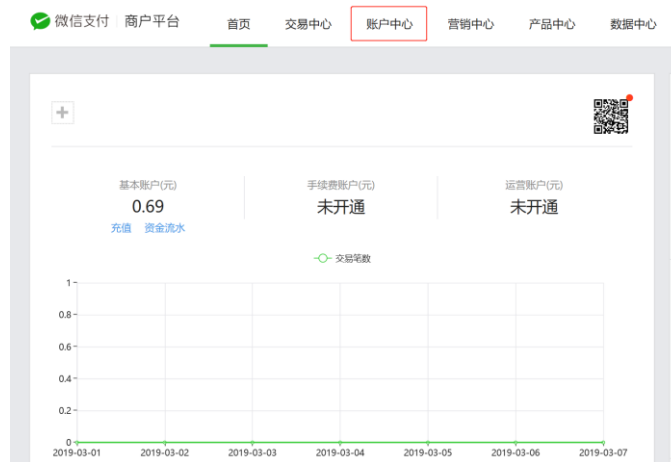 微信支付 商户平台 首页 交易中心 账户中心 营销中心 产品中心 数据中心
基本账户(元) 手续费账户(元) 运营账户(元)
0.69 未开通 未开通
充值 资金流水
交易笔数
1
0.8
0.6
0.4
0.2
0
2019-03-01 2019-03-02 2019-03-03 2019-03-04 2019-03-05 2019-03-06 2019-03-07